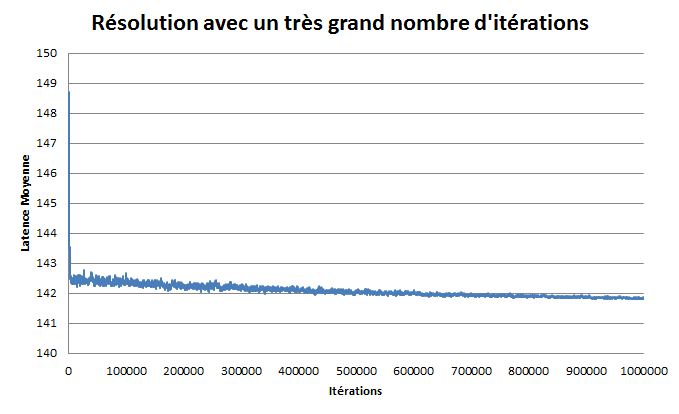 Résolution avec un très grand nombre d'itérations
150
149
148
147
146
145
144
143
142
141
140
Latence Moyenne
0 100000 200000 300000 400000 500000 600000 700000 800000 900000 1000000
Itérations